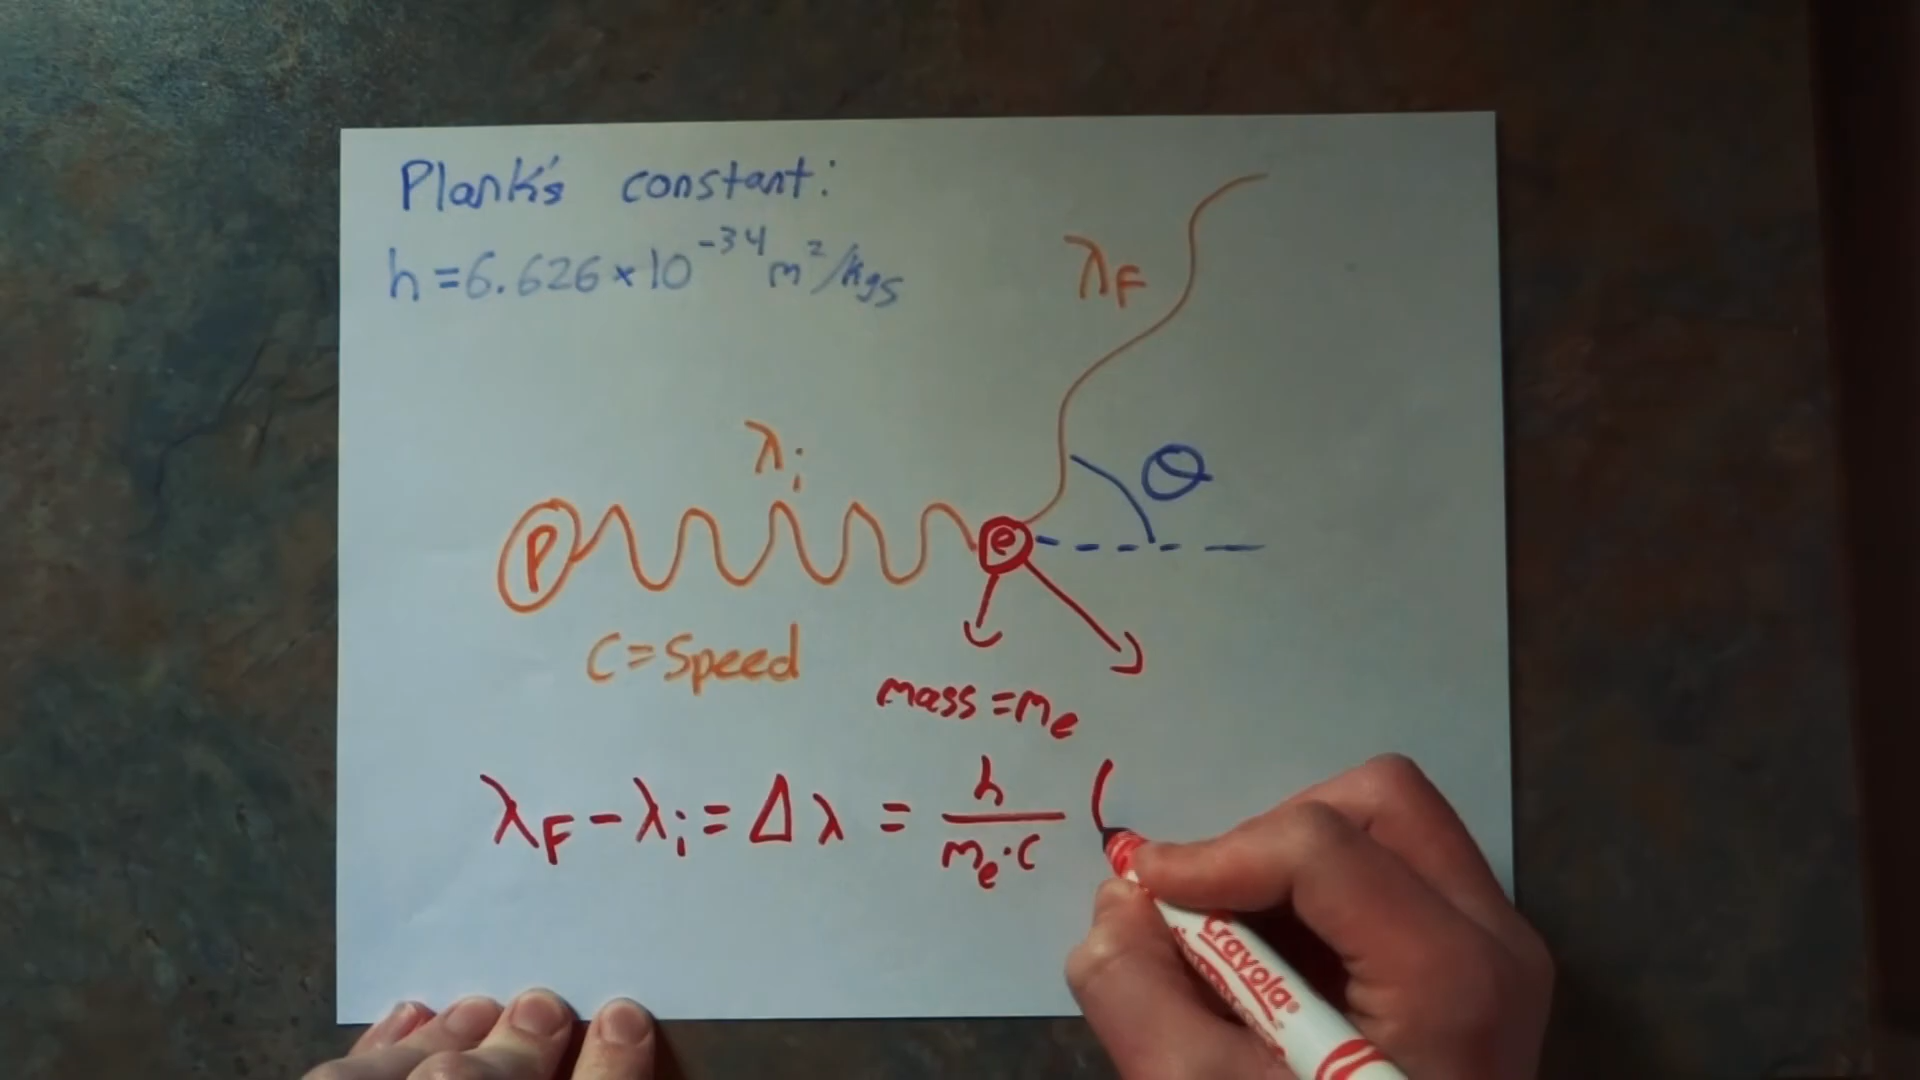 Plank's constant:
h = 6.626 × 10⁻³⁴ m²/kgs
λF
λi
θ
P
e
C = Speed
mass = me
λF − λi = Δλ = h/me·c (
Crayola